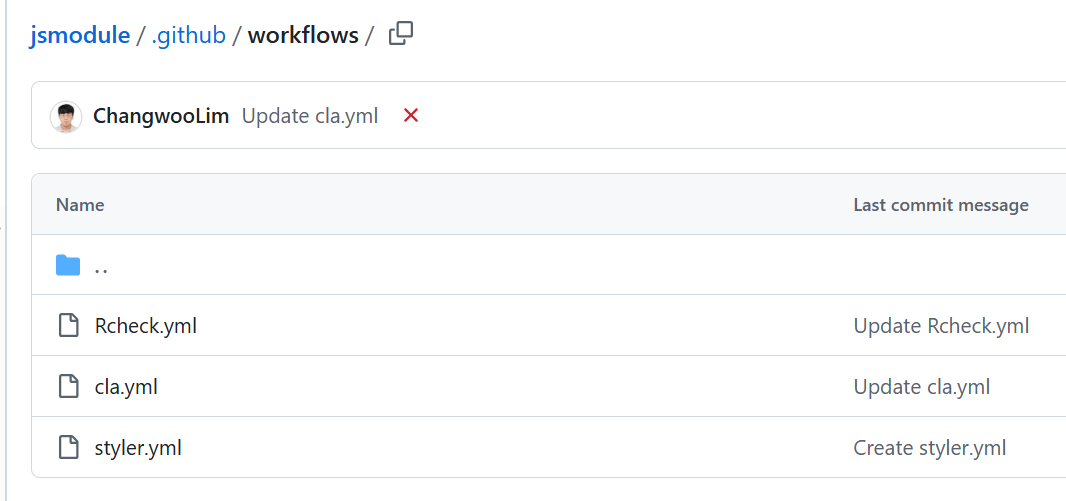 jsmodule / .github / workflows /
ChangwooLim Update cla.yml
Name Last commit message
..
Rcheck.yml Update Rcheck.yml
cla.yml Update cla.yml
styler.yml Create styler.yml